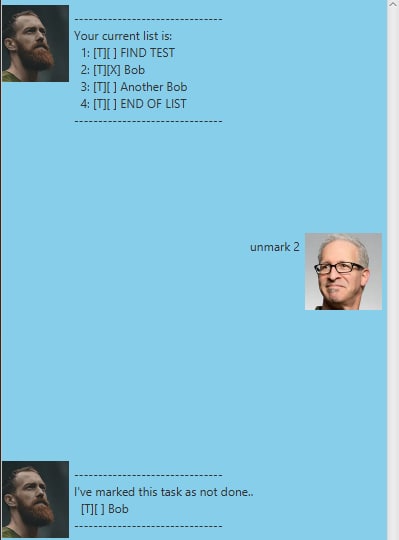 -------------------------------
Your current list is:
1: [T][ ] FIND TEST
2: [T][X] Bob
3: [T][ ] Another Bob
4: [T][ ] END OF LIST
-------------------------------
unmark 2
-------------------------------
I've marked this task as not done..
[T][ ] Bob
-------------------------------